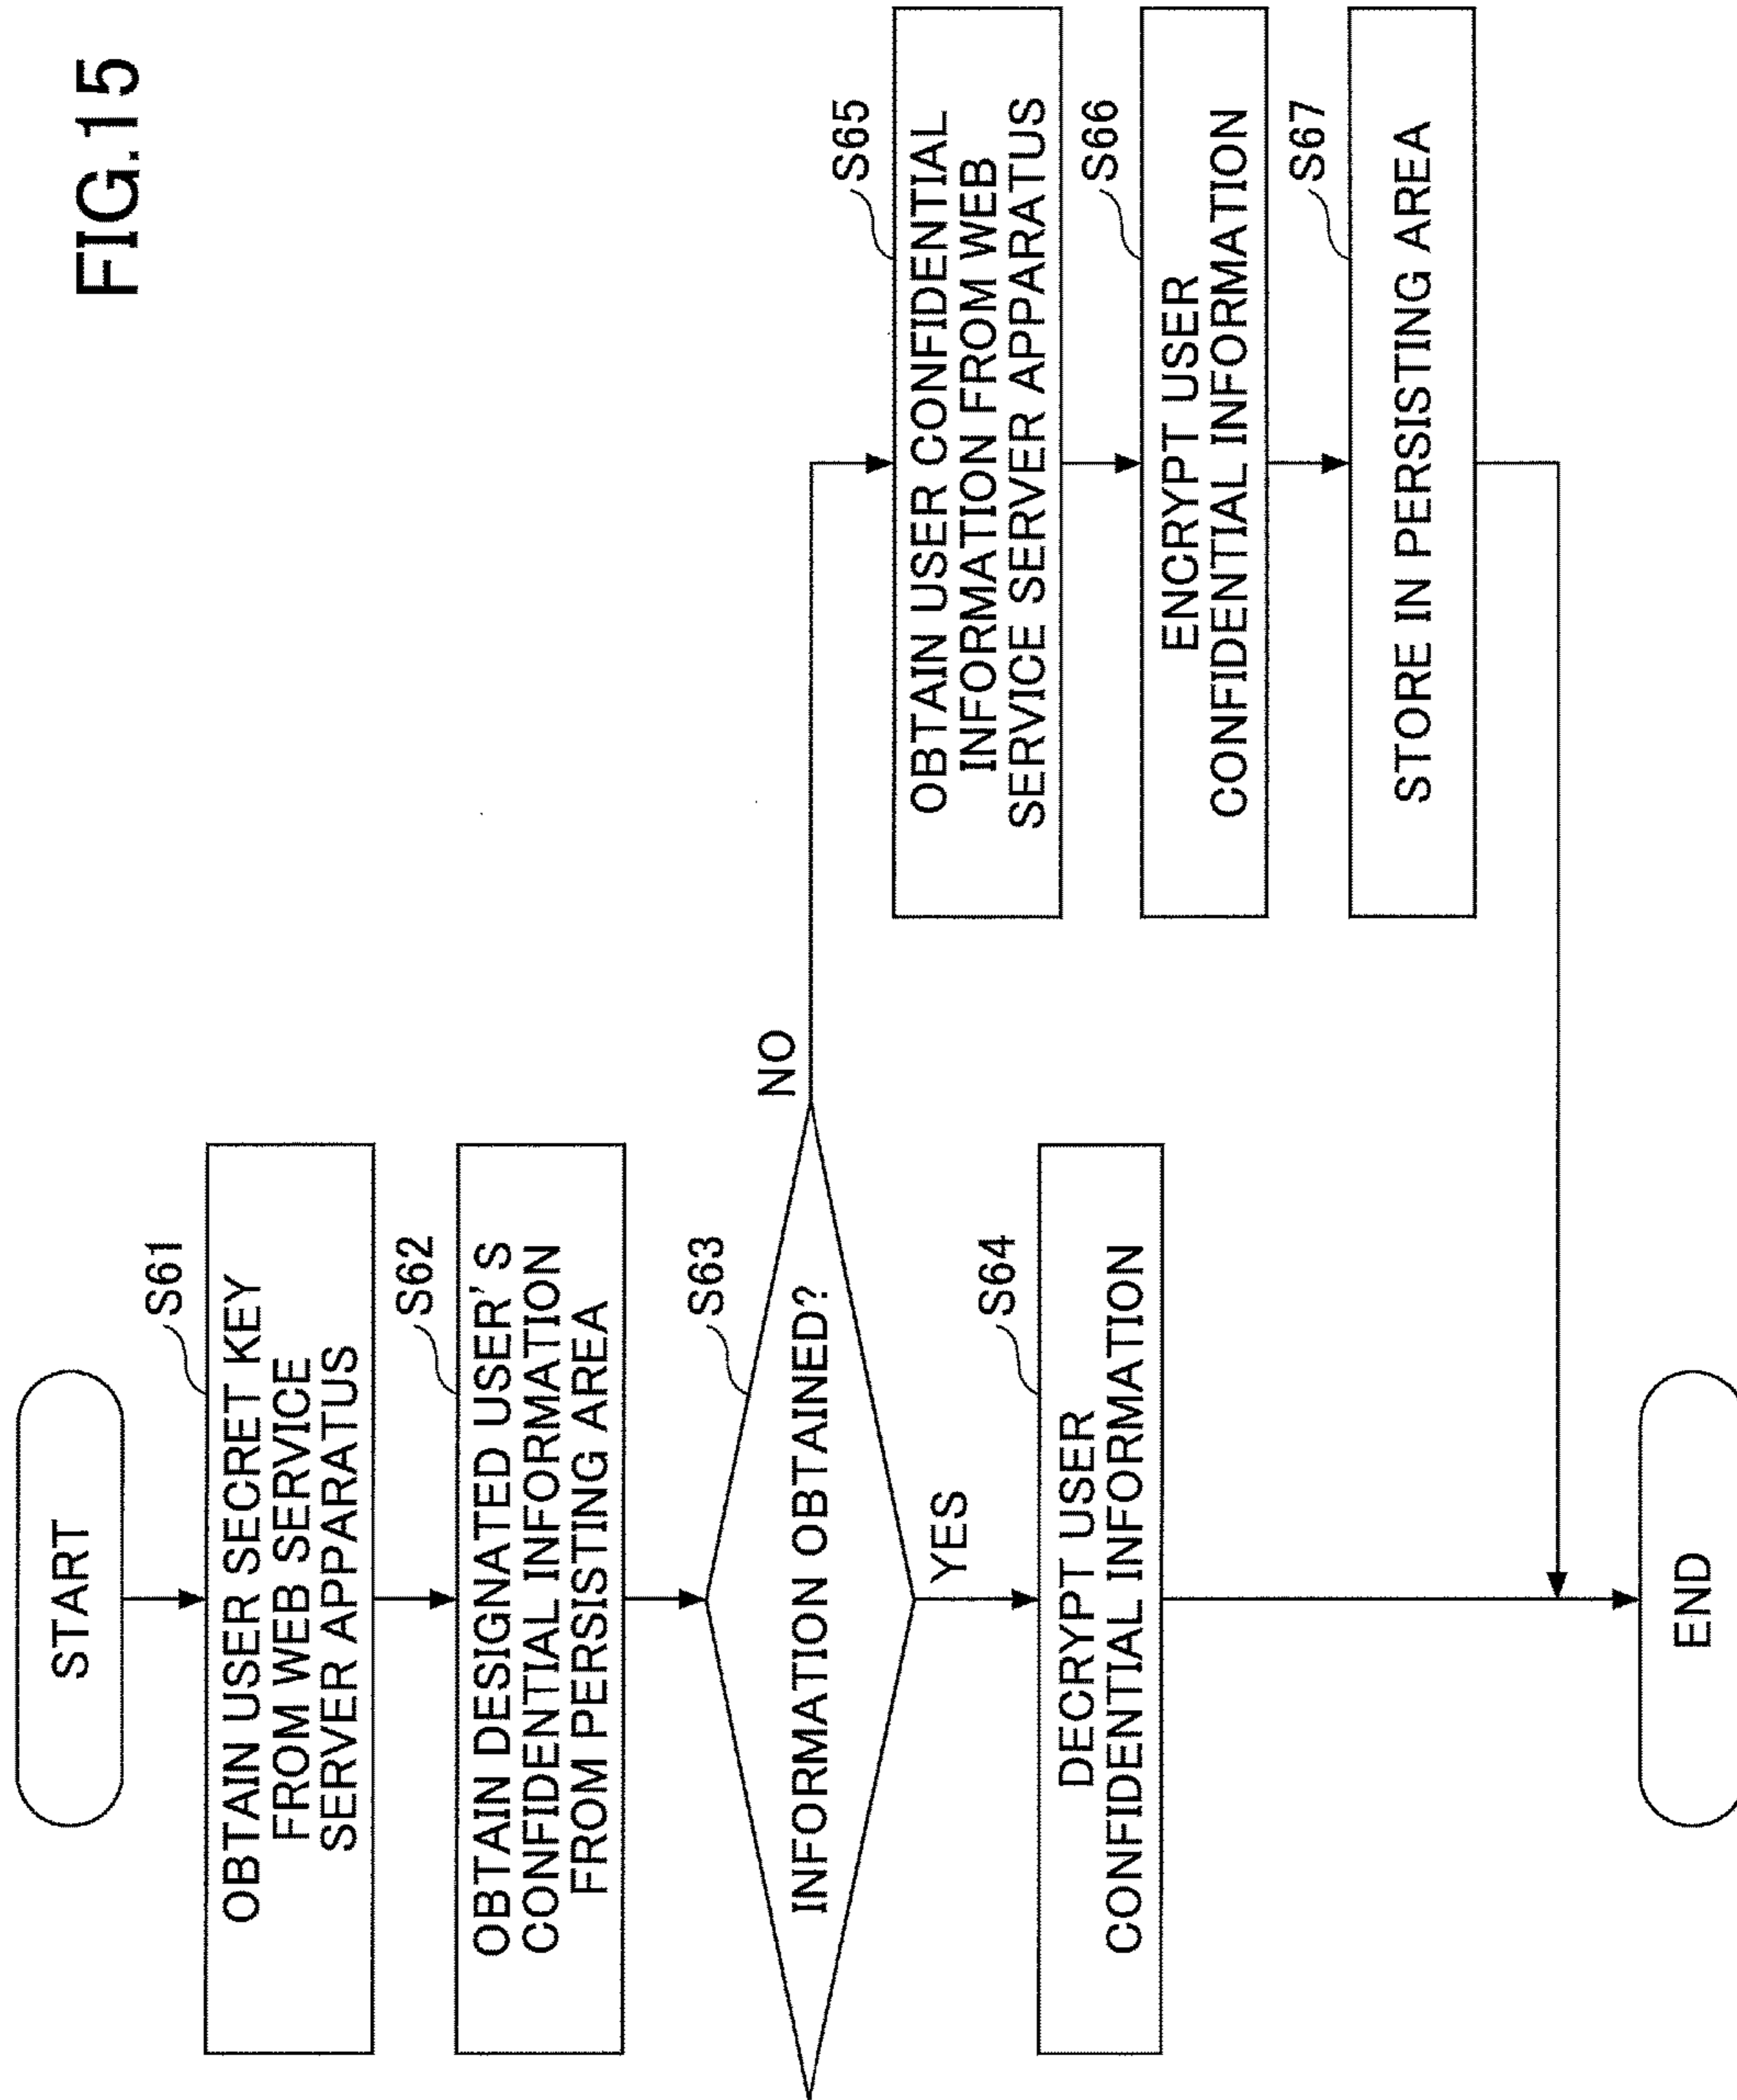 FIG.15
START
S61
OBTAIN USER SECRET KEY
FROM WEB SERVICE
SERVER APPARATUS
S62
OBTAIN DESIGNATED USER'S
CONFIDENTIAL INFORMATION
FROM PERSISTING AREA
S63
INFORMATION OBTAINED?
NO
YES
S64
DECRYPT USER
CONFIDENTIAL INFORMATION
S65
OBTAIN USER CONFIDENTIAL
INFORMATION FROM WEB
SERVICE SERVER APPARATUS
S66
ENCRYPT USER
CONFIDENTIAL INFORMATION
S67
STORE IN PERSISTING AREA
END